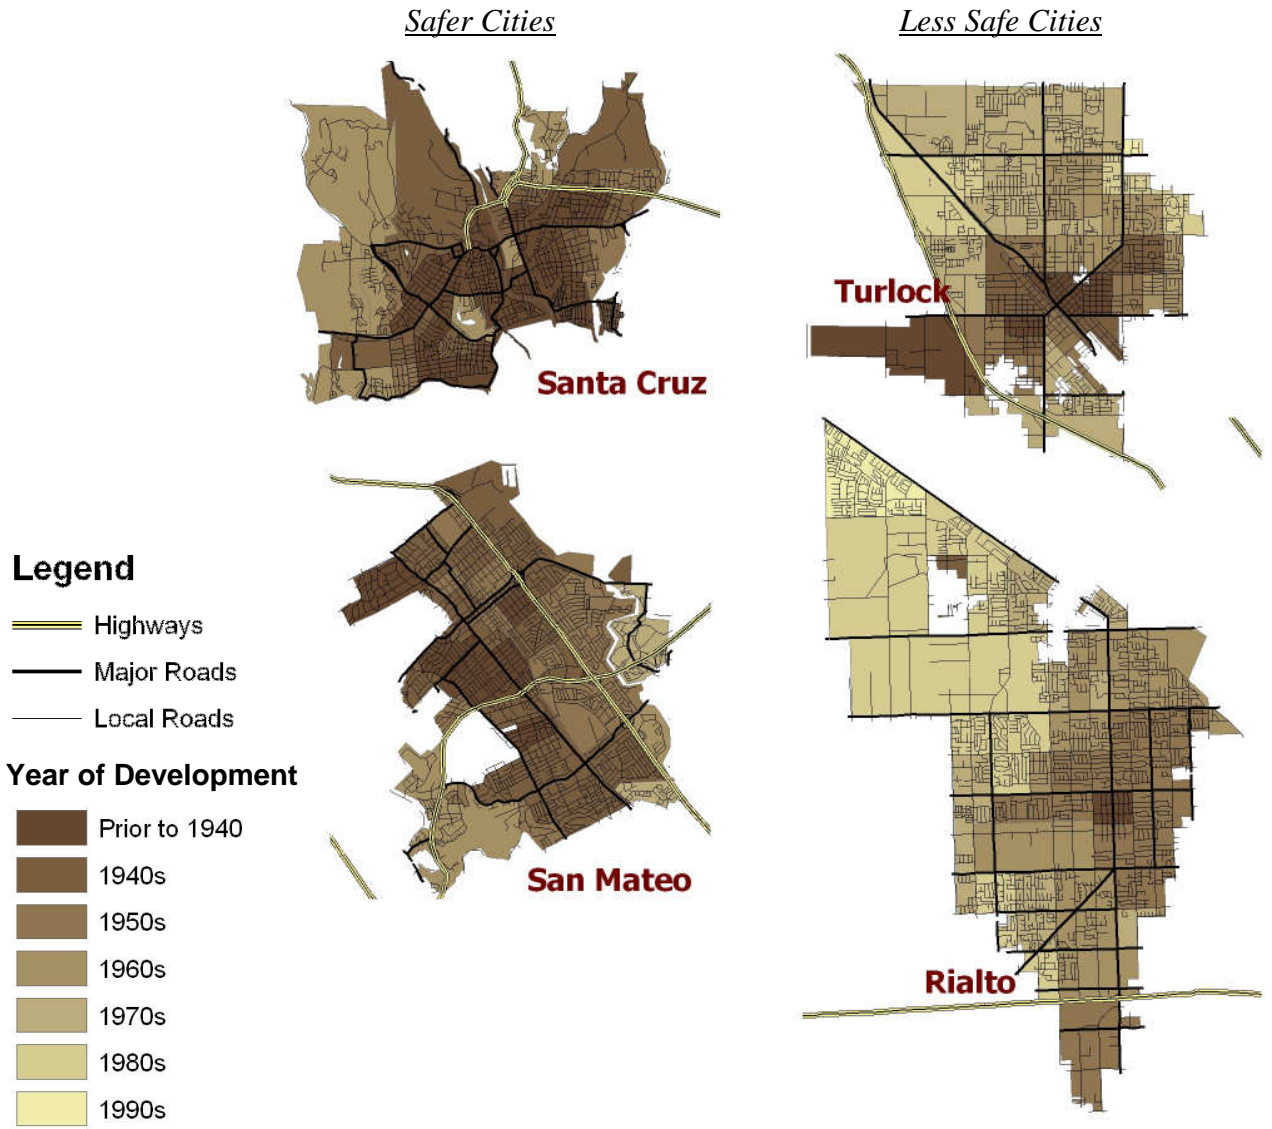 Safer Cities
Less Safe Cities
Turlock
Santa Cruz
Legend
Highways
Major Roads
Local Roads
Year of Development
Prior to 1940
1940s
1950s
1960s
1970s
1980s
1990s
San Mateo
Rialto